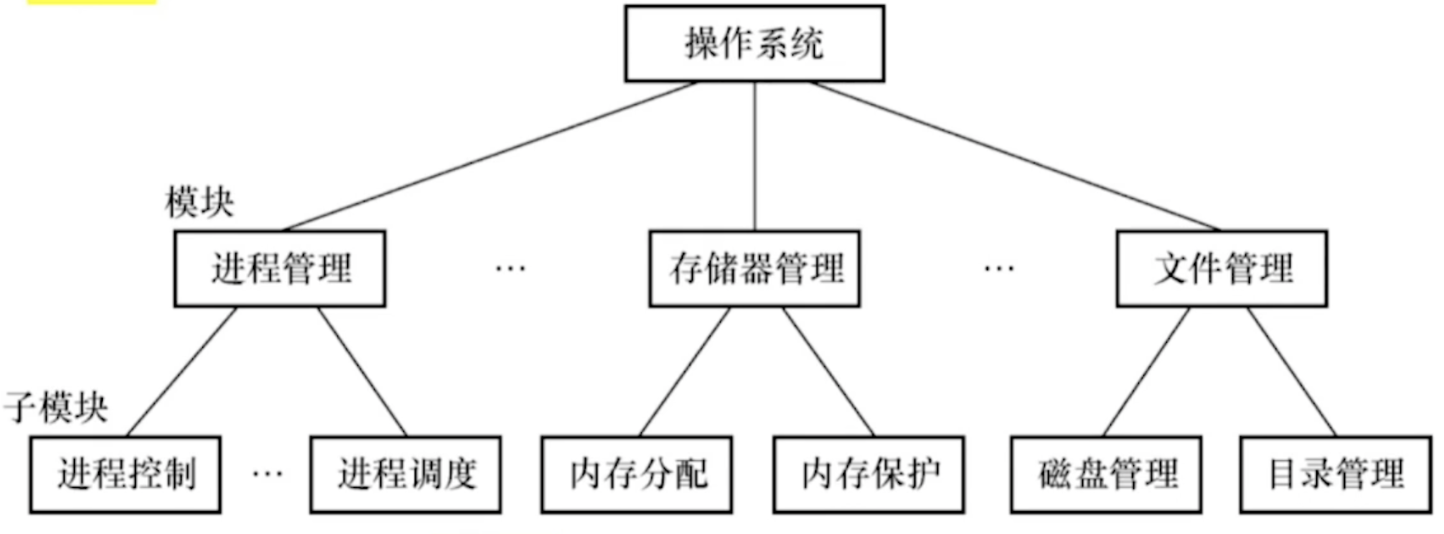 操作系统
模块
进程管理 … 存储器管理 … 文件管理
子模块
进程控制 … 进程调度 内存分配 内存保护 磁盘管理 目录管理